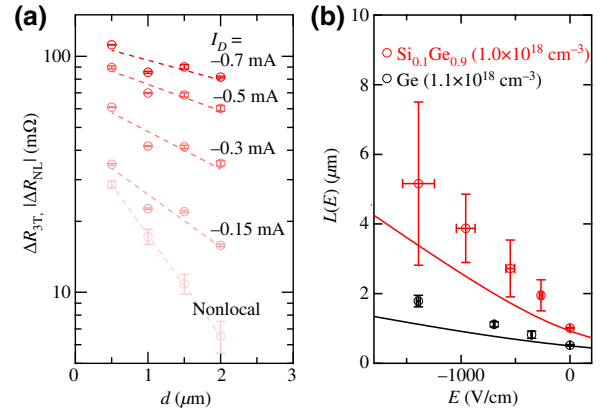 (a)
I_D =
100
−0.7 mA
−0.5 mA
−0.3 mA
−0.15 mA
Nonlocal
10
ΔR_3T, |ΔR_NL| (mΩ)
0 1 2 3
d (μm)
(b)
Si_0.1Ge_0.9 (1.0×10^18 cm^−3)
Ge (1.1×10^18 cm^−3)
10
8
6
4
2
0
L(E) (μm)
−1000 0
E (V/cm)